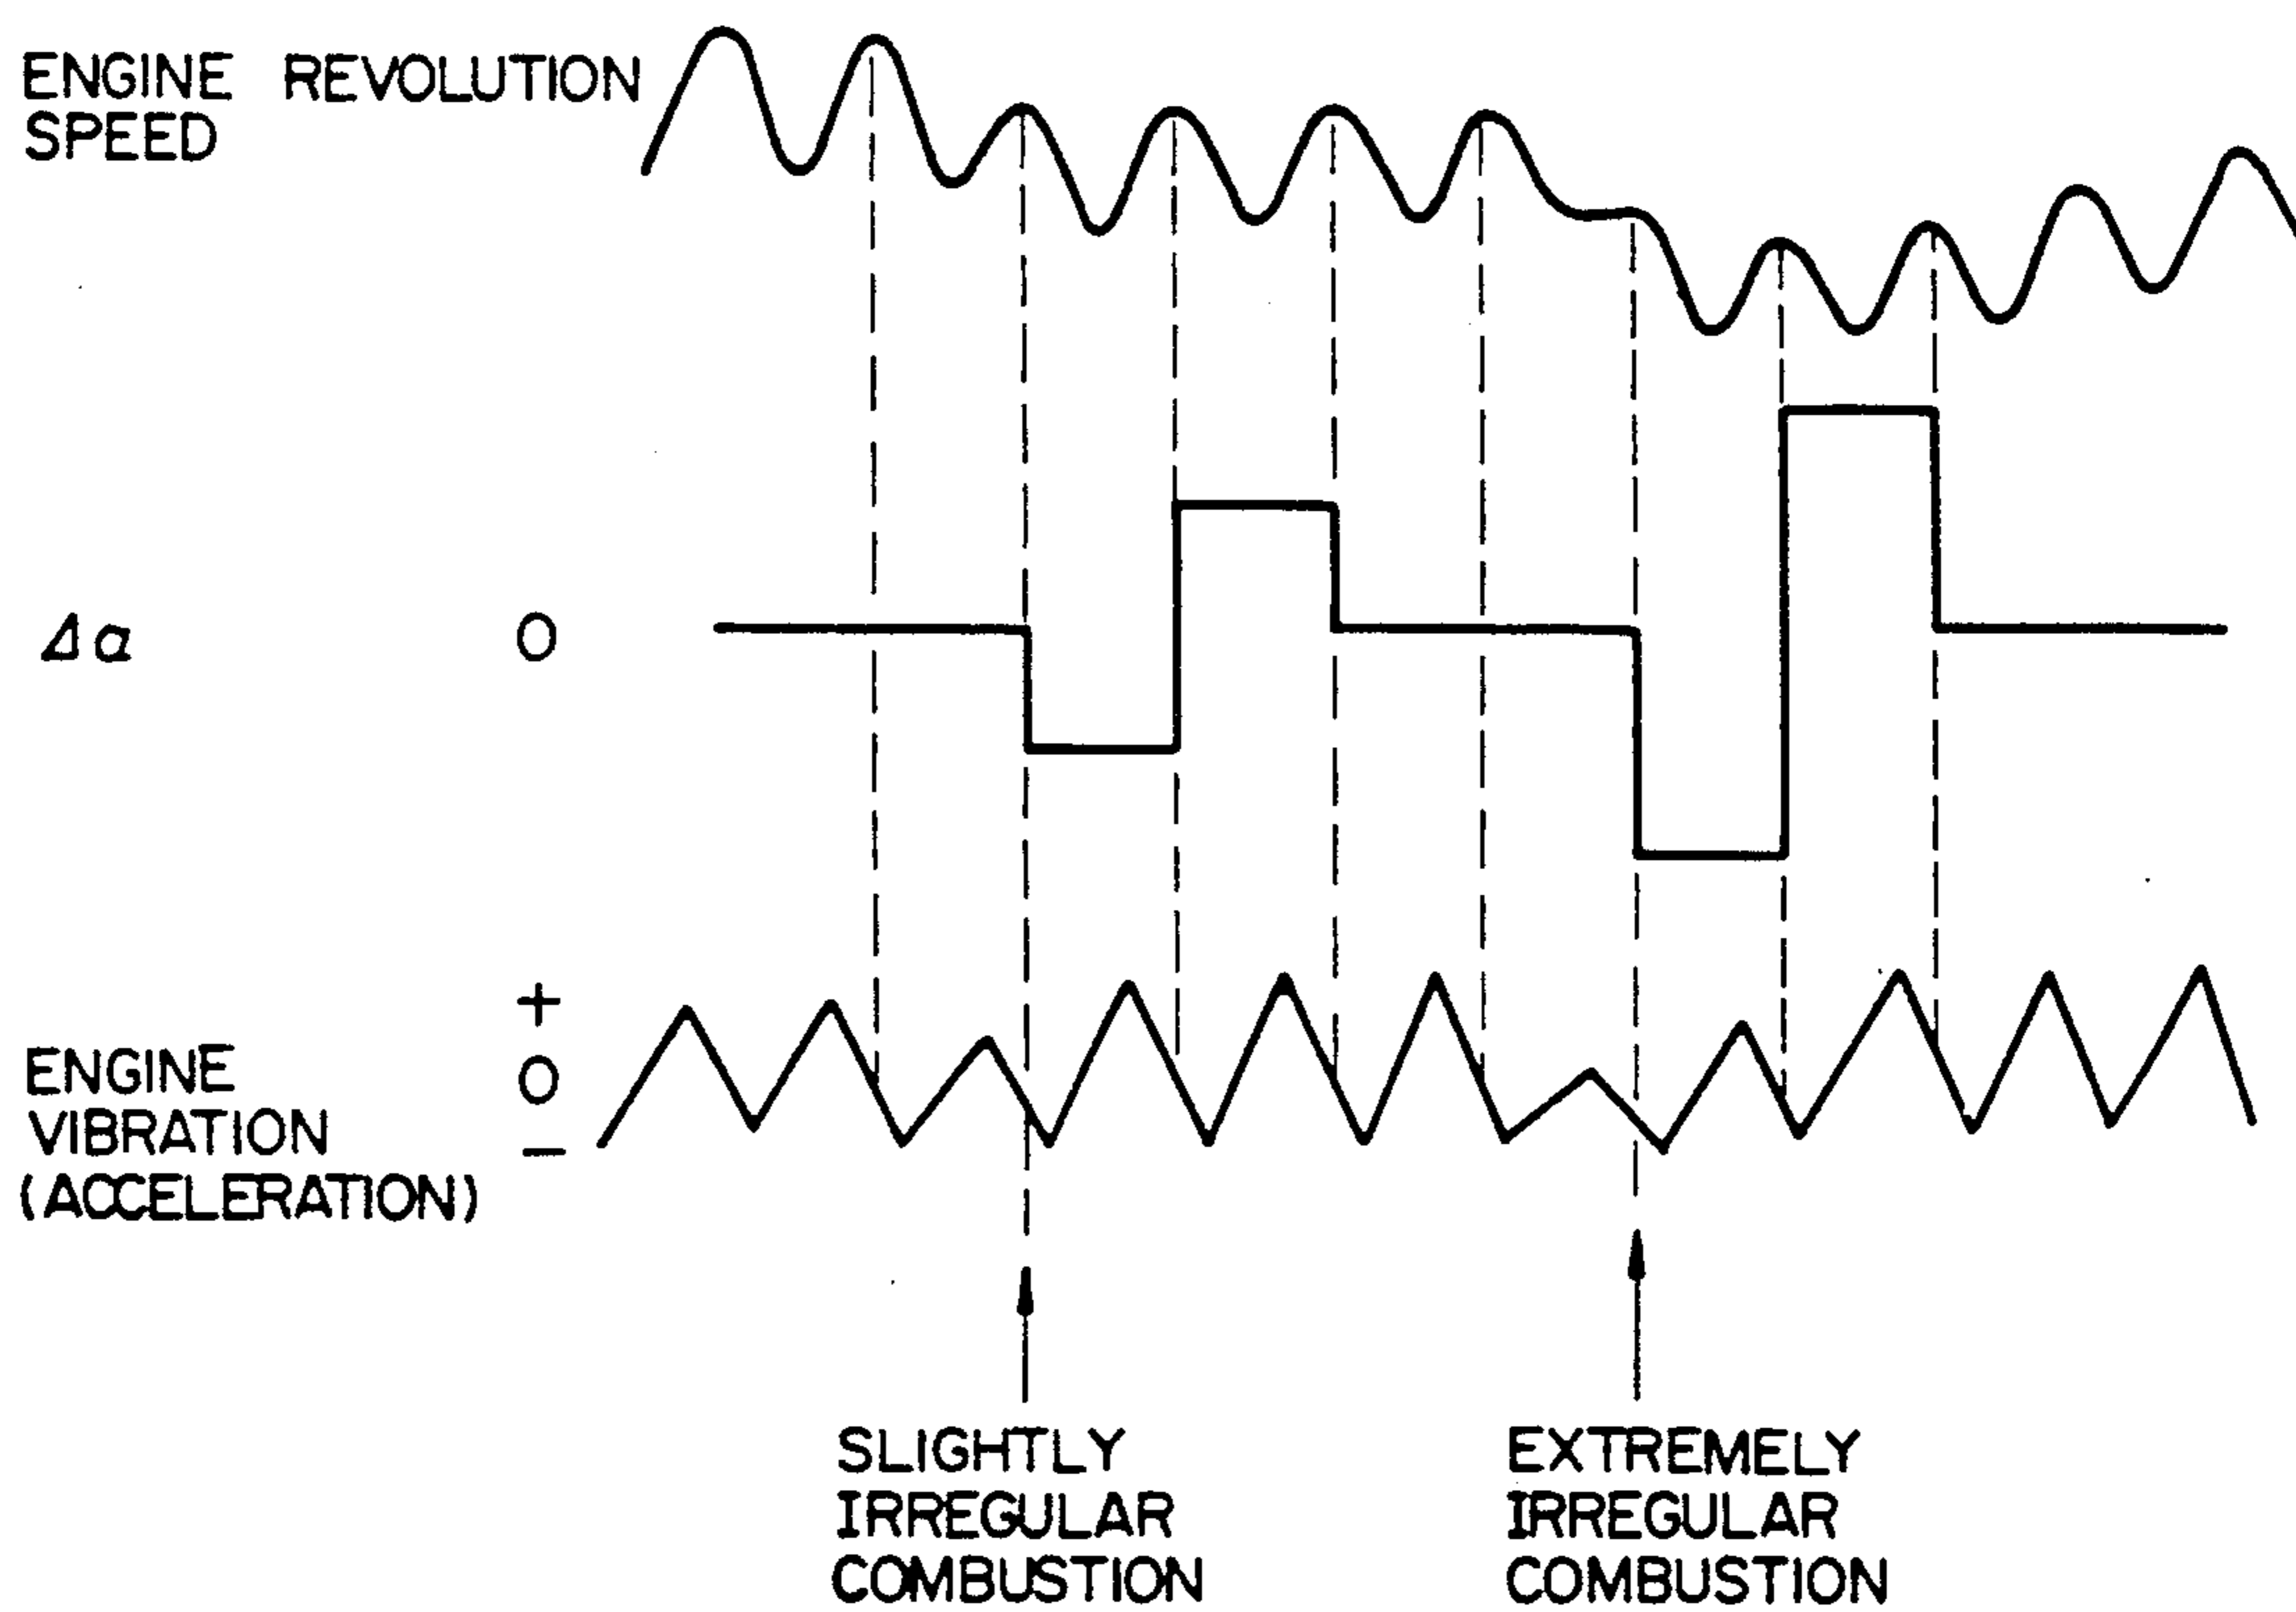 ENGINE REVOLUTION
SPEED
Δa 0
+
0
−
ENGINE
VIBRATION
(ACCELERATION)
SLIGHTLY
IRREGULAR
COMBUSTION
EXTREMELY
IRREGULAR
COMBUSTION